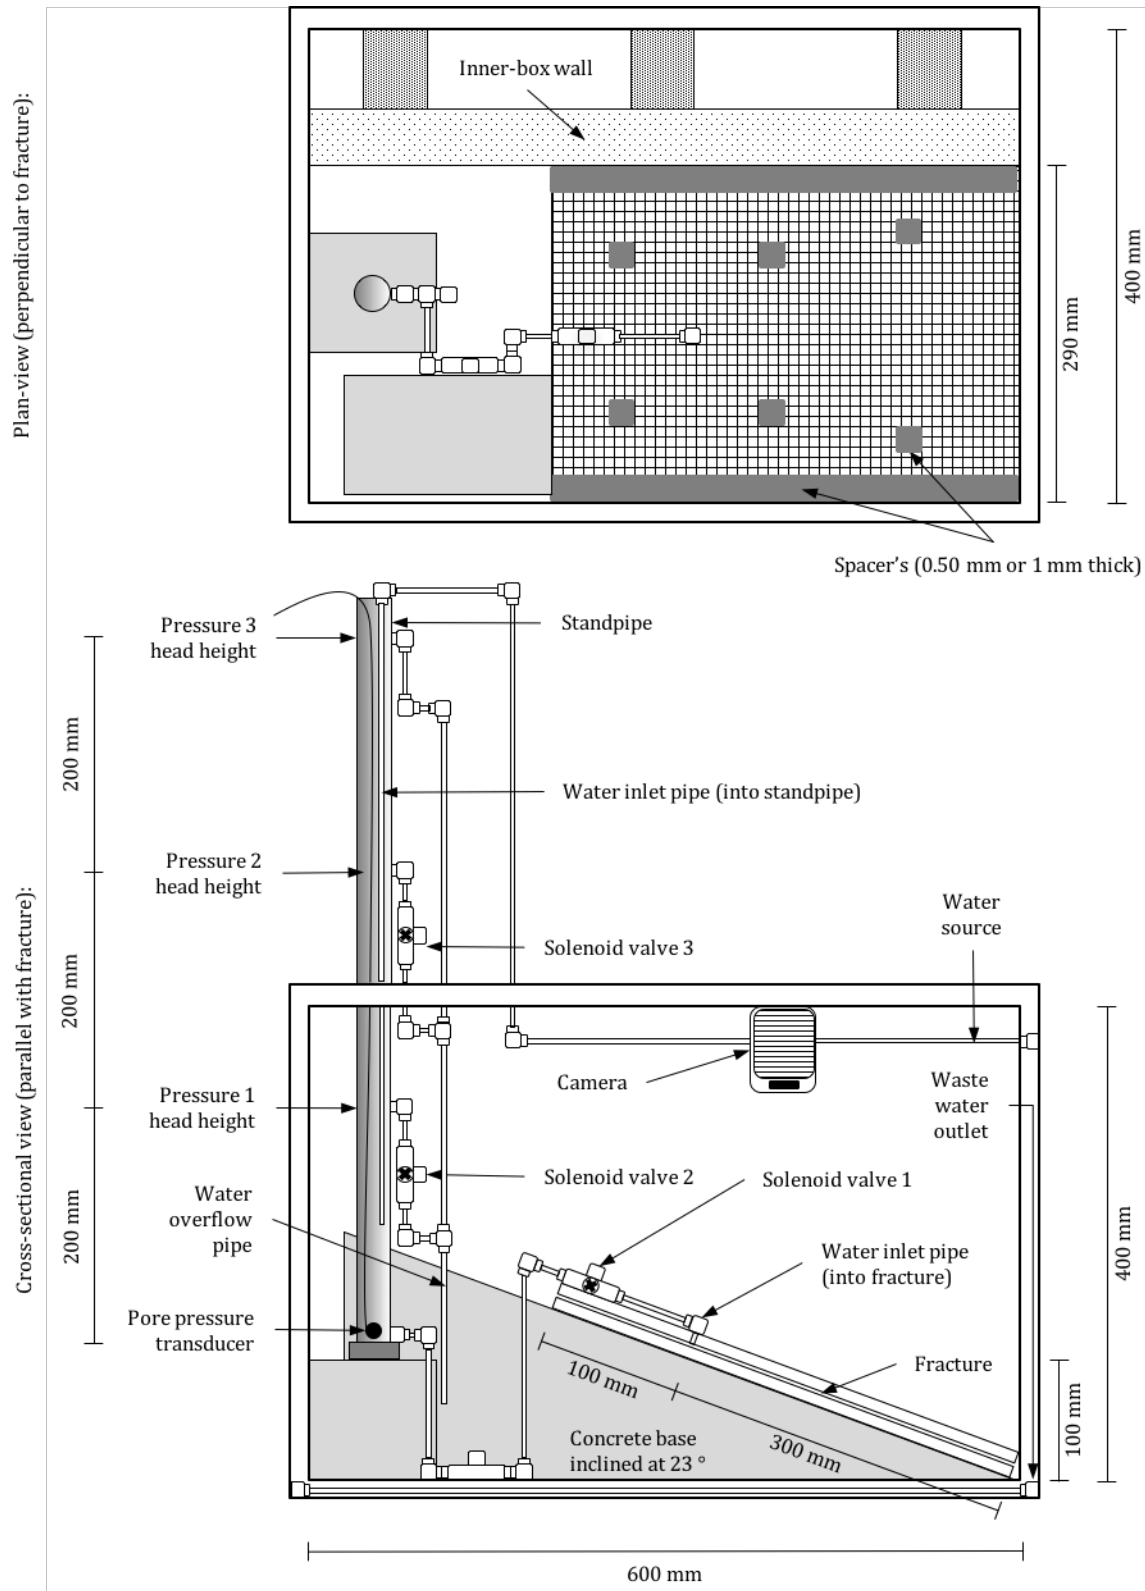 Plan-view (perpendicular to fracture):
Inner-box wall
290 mm
400 mm
Spacer's (0.50 mm or 1 mm thick)
Cross-sectional view (parallel with fracture):
Pressure 3
head height
Standpipe
200 mm
Water inlet pipe (into standpipe)
Pressure 2
head height
Solenoid valve 3
Water
source
200 mm
Camera
Pressure 1
head height
Waste
water
outlet
Solenoid valve 2
Solenoid valve 1
Water
overflow
pipe
200 mm
Water inlet pipe
(into fracture)
400 mm
Pore pressure
transducer
Fracture
100 mm
100 mm
300 mm
Concrete base
inclined at 23 °
600 mm